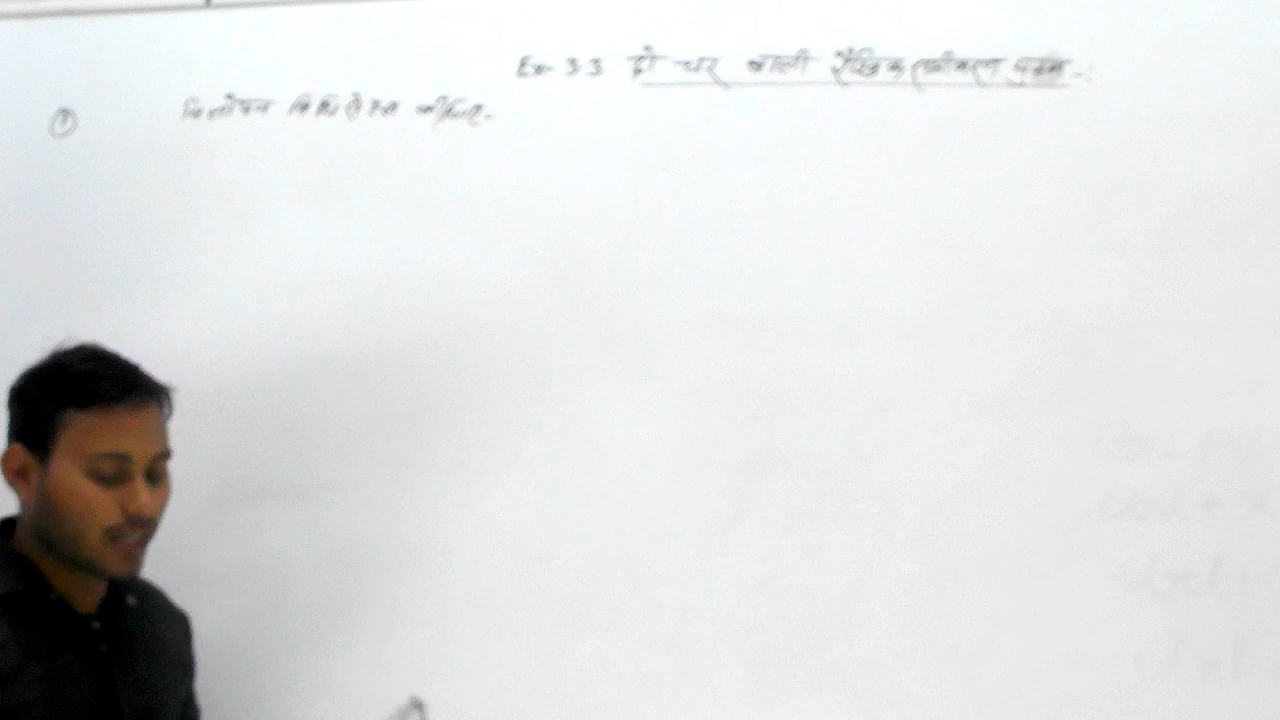 Ex- 3.3 दो चर वाली रैखिक समीकरण युग्म -:
① विलोपन विधि से हल कीजिए-